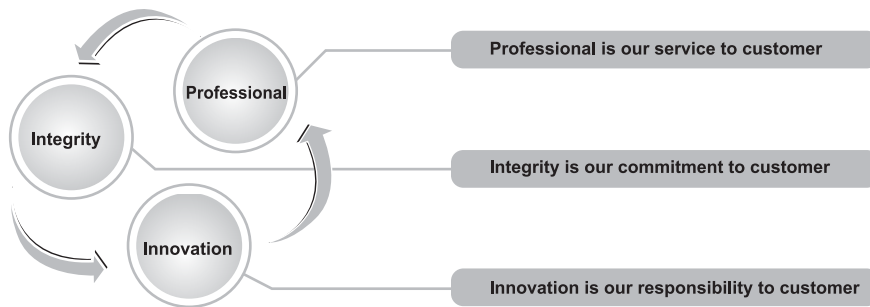 Professional
Professional is our service to customer
Integrity
Integrity is our commitment to customer
Innovation
Innovation is our responsibility to customer